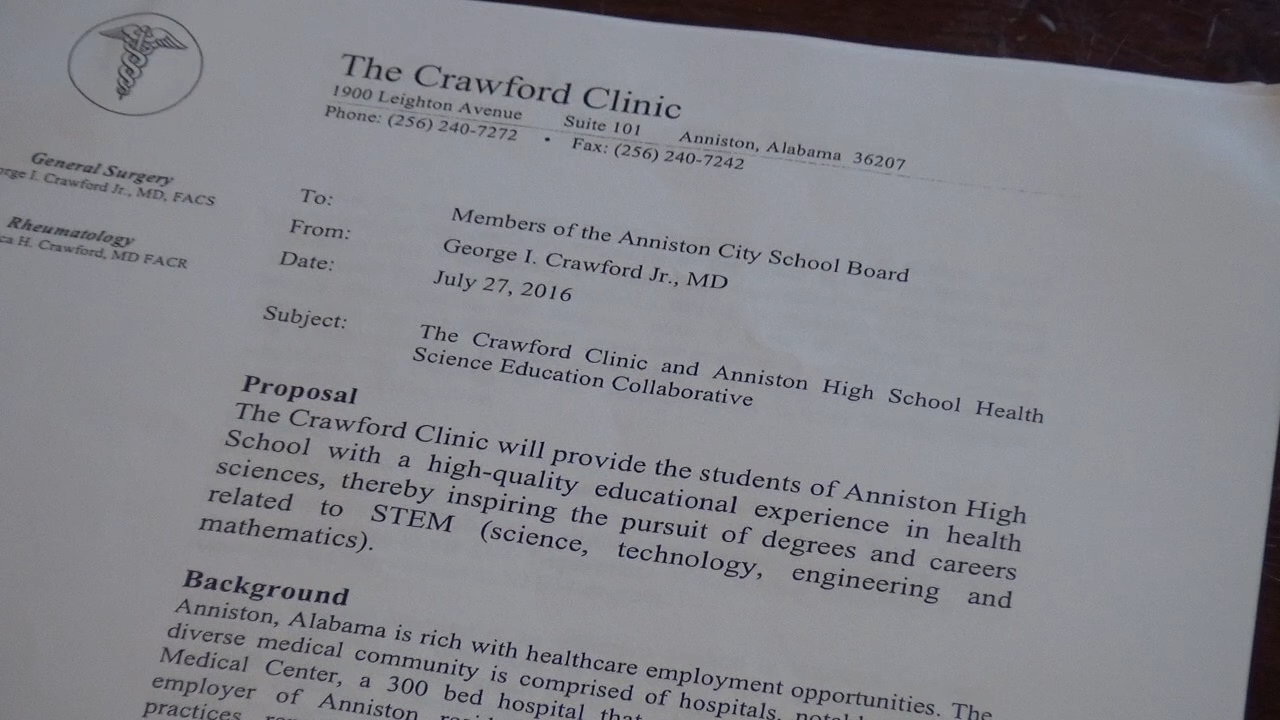 The Crawford Clinic
1900 Leighton Avenue Suite 101 Anniston, Alabama 36207
Phone: (256) 240-7272 • Fax: (256) 240-7242
General Surgery
I. Crawford Jr., MD, FACS
Rheumatology
H. Crawford, MD FACR
To: Members of the Anniston City School Board
From: George I. Crawford Jr., MD
Date: July 27, 2016
Subject: The Crawford Clinic and Anniston High School Health
Science Education Collaborative
Proposal
The Crawford Clinic will provide the students of Anniston High
School with a high-quality educational experience in health
sciences, thereby inspiring the pursuit of degrees and careers
related to STEM (science, technology, engineering and
mathematics).
Background
Anniston, Alabama is rich with healthcare employment opportunities. The
diverse medical community is comprised of hospitals,
Medical Center, a 300 bed hospital that
employer of Anniston
practices